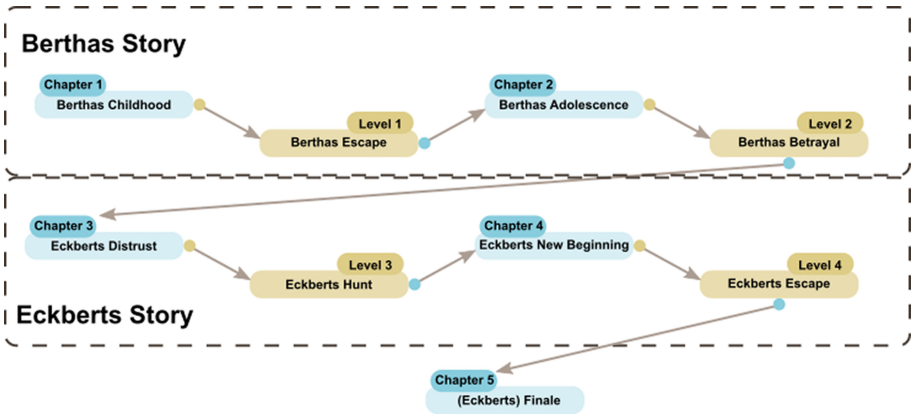 Berthas Story
Chapter 1
Berthas Childhood
Level 1
Berthas Escape
Chapter 2
Berthas Adolescence
Level 2
Berthas Betrayal
Chapter 3
Eckberts Distrust
Level 3
Eckberts Hunt
Chapter 4
Eckberts New Beginning
Level 4
Eckberts Escape
Eckberts Story
Chapter 5
(Eckberts) Finale